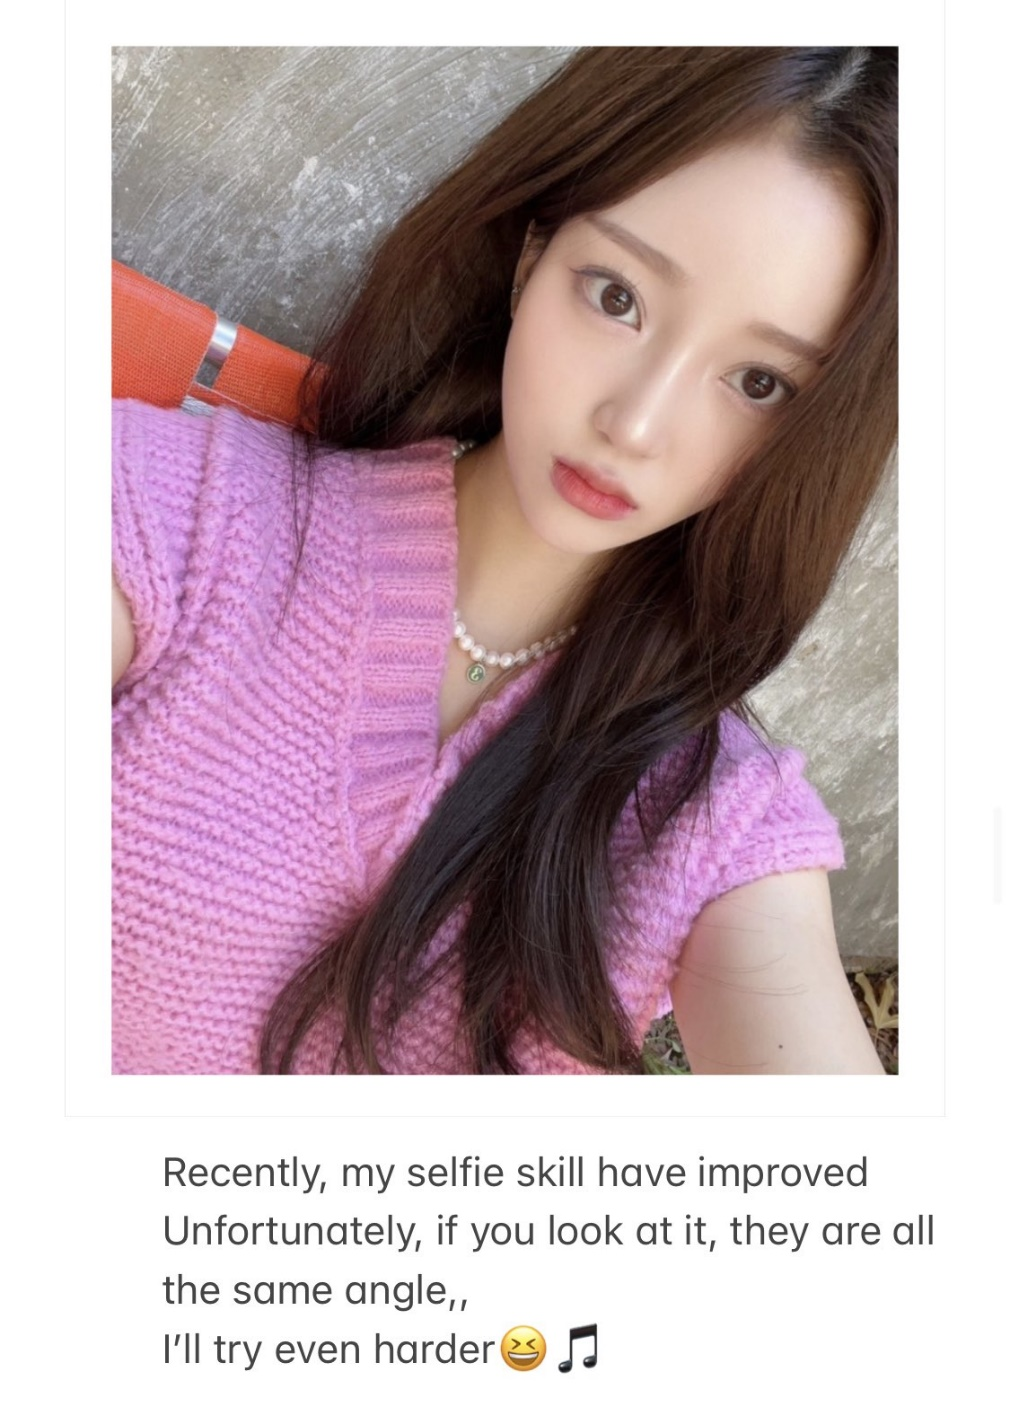 Recently, my selfie skill have improved
Unfortunately, if you look at it, they are all
the same angle,,
I’ll try even harder😆🎵